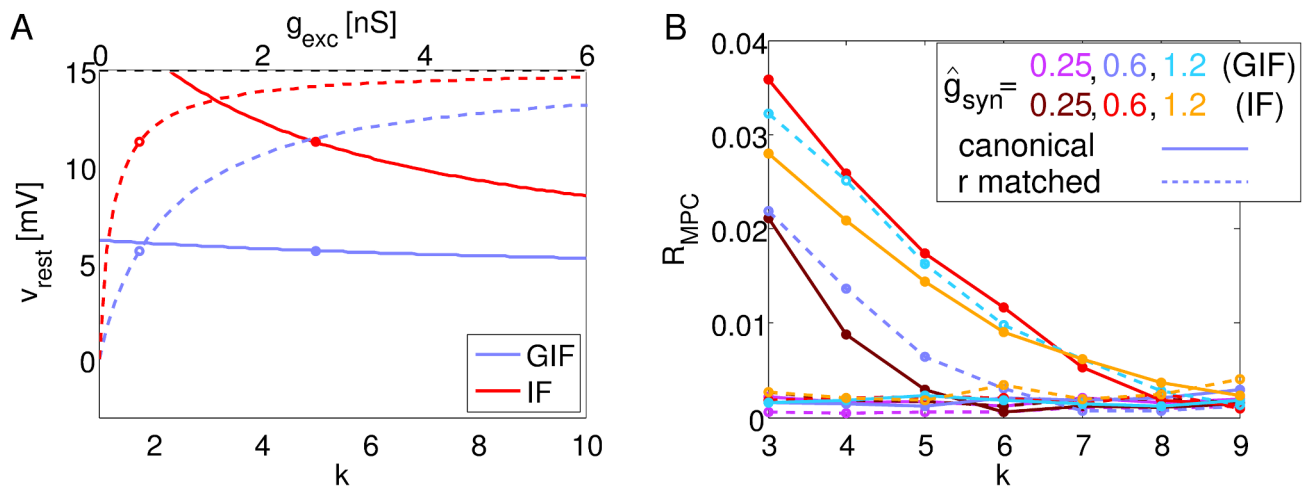 A
g_exc [nS]
0 2 4 6
15
10
5
0
v_rest [mV]
GIF
IF
2 4 6 8 10
k
B
0.04
0.03
0.02
0.01
0
R_MPC
ĝ_syn=
0.25, 0.6, 1.2 (GIF)
0.25, 0.6, 1.2 (IF)
canonical
r matched
3 4 5 6 7 8 9
k